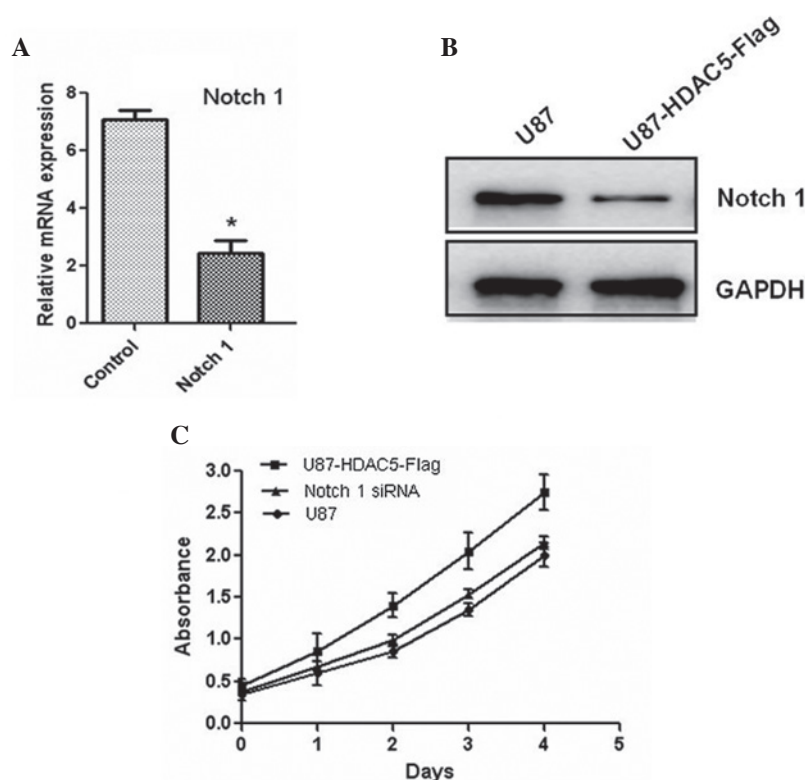 A
Notch 1
Relative mRNA expression
8
6
4
2
0
*
Control
Notch 1
B
U87
U87-HDAC5-Flag
Notch 1
GAPDH
C
U87-HDAC5-Flag
Notch 1 siRNA
U87
Absorbance
3.0
2.5
2.0
1.5
1.0
0.5
0.0
0 1 2 3 4 5
Days